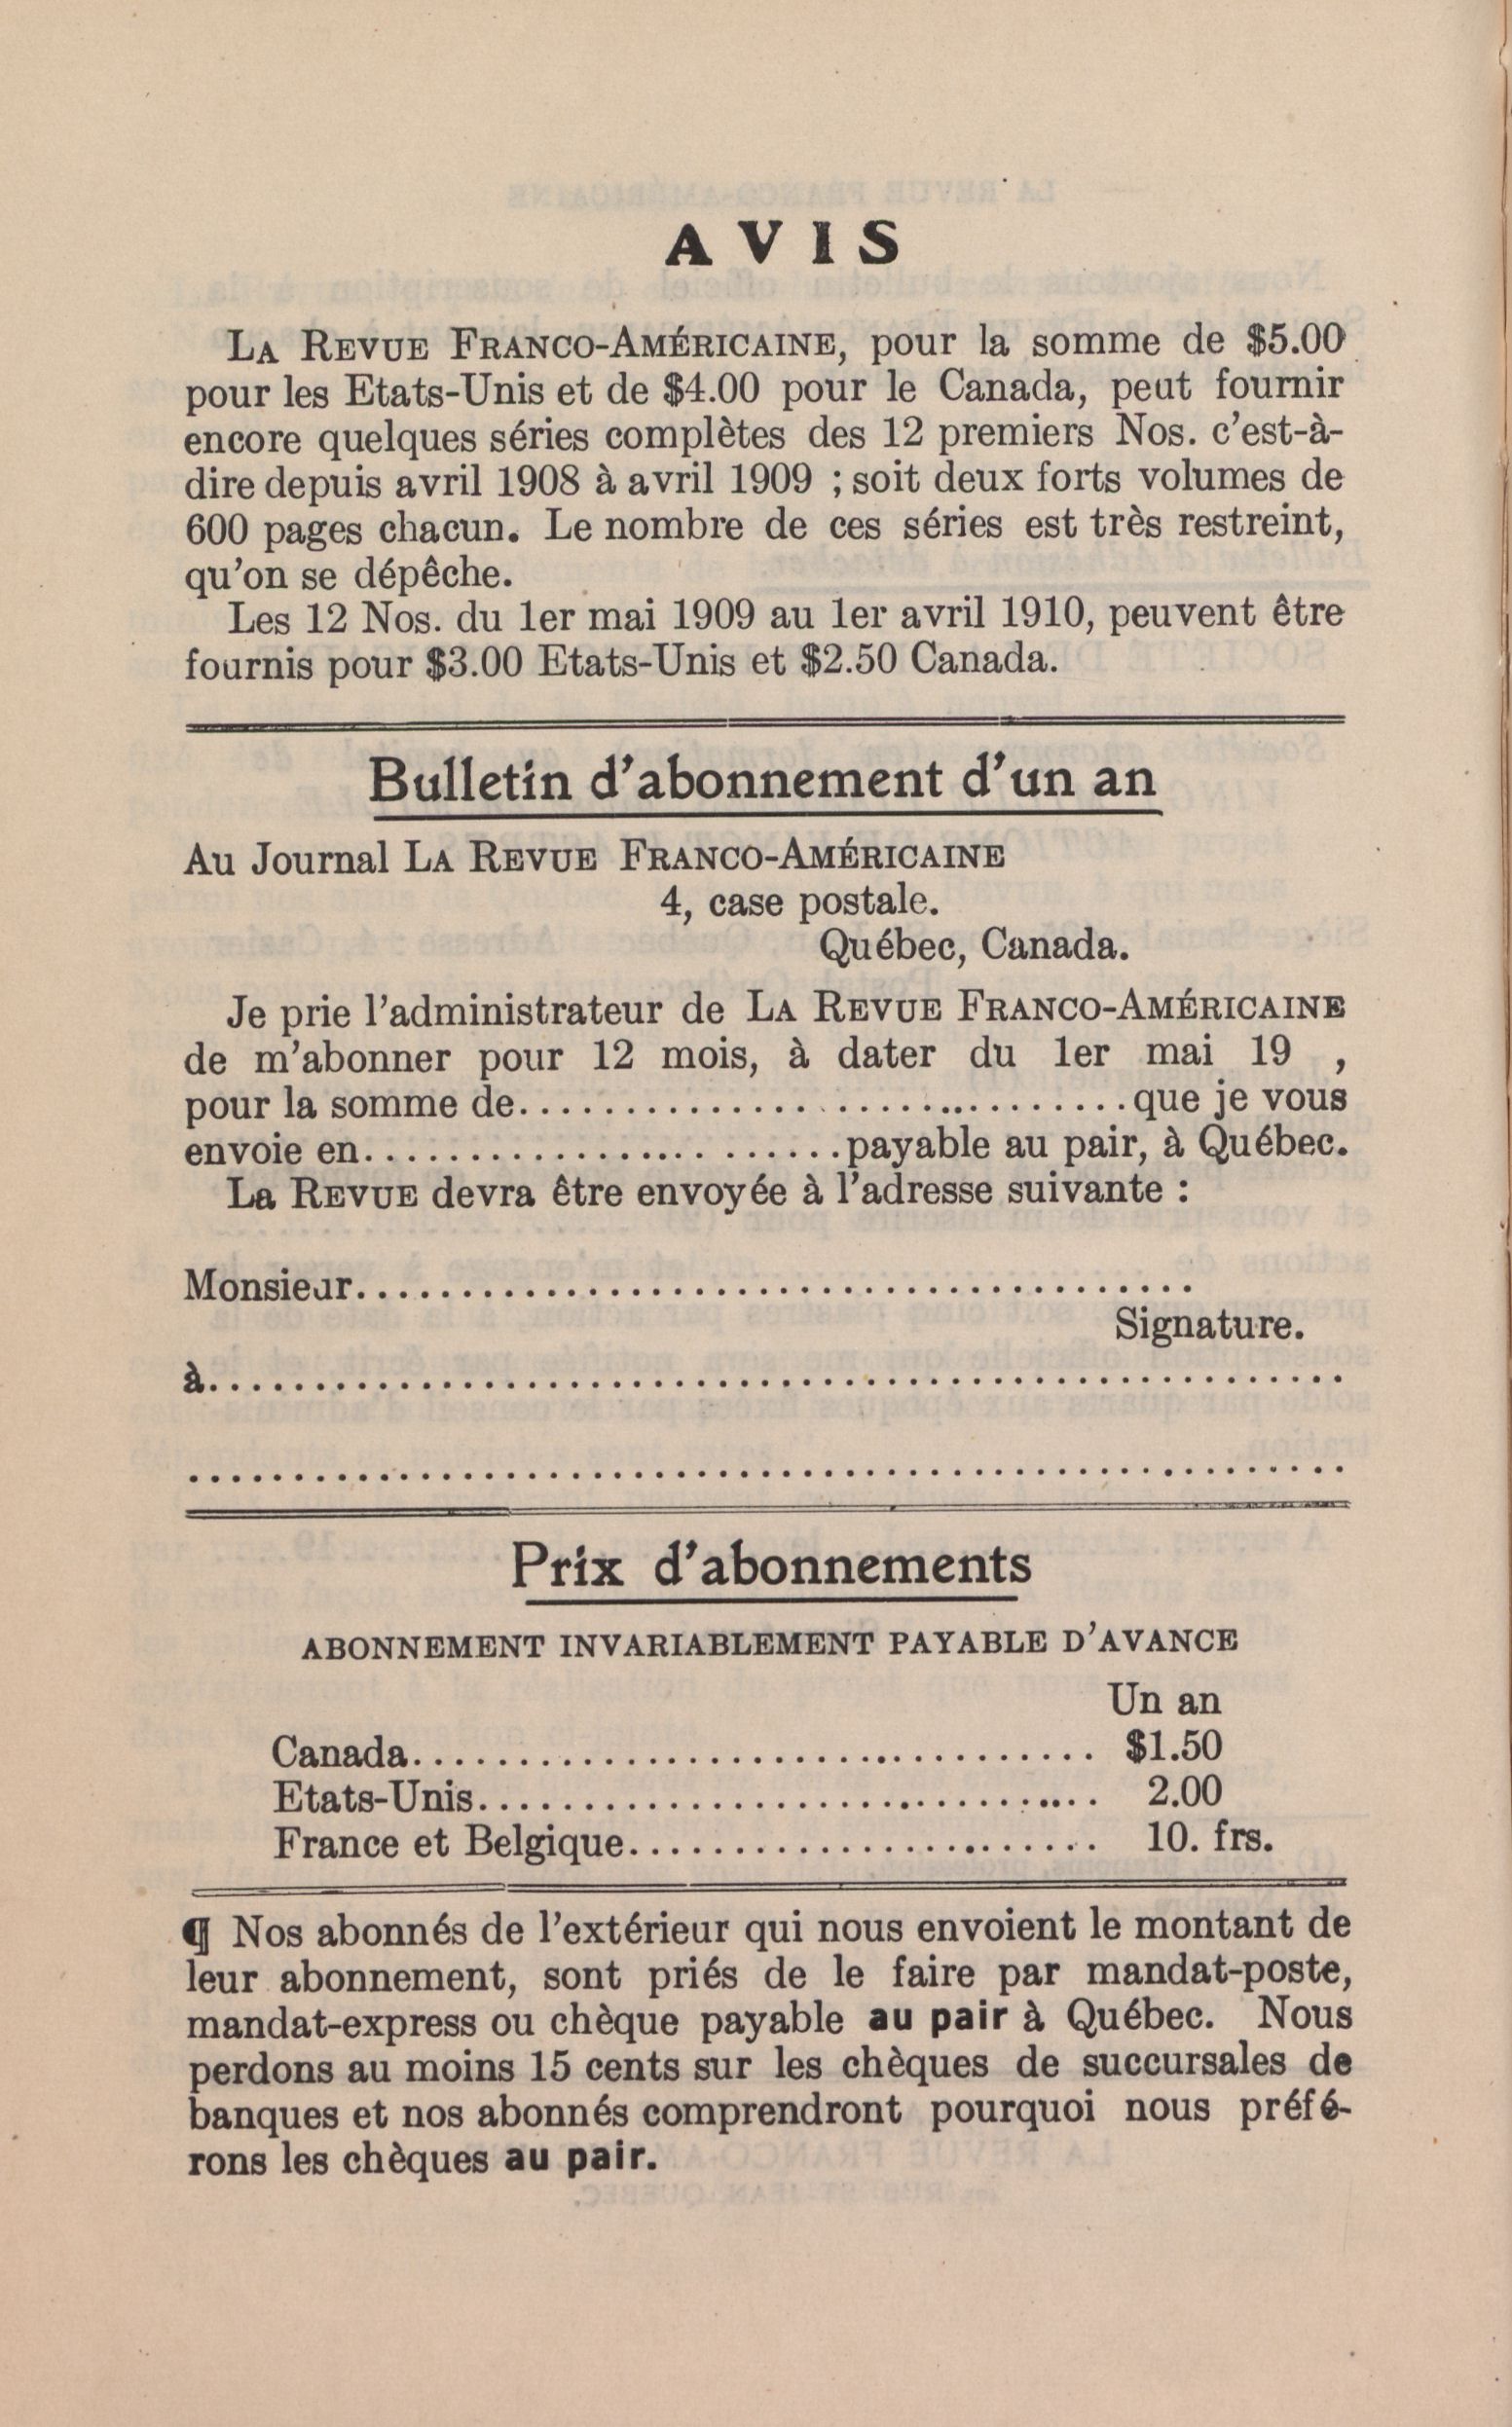 AVIS
LA REVUE FRANCO-AMÉRICAINE, pour la somme de $5.00
pour les Etats-Unis et de $4.00 pour le Canada, peut fournir
encore quelques séries complètes des 12 premiers Nos. c'est-à-
dire depuis avril 1908 à avril 1909 ; soit deux forts volumes de
600 pages chacun. Le nombre de ces séries est très restreint,
qu'on se dépêche.
Les 12 Nos. du 1er mai 1909 au 1er avril 1910, peuvent être
fournis pour $3.00 Etats-Unis et $2.50 Canada.
Bulletin d'abonnement d'un an
Au Journal LA REVUE FRANCO-AMÉRICAINE
4, case postale.
Québec, Canada.
Je prie l'administrateur de LA REVUE FRANCO-AMÉRICAINE
de m'abonner pour 12 mois, à dater du 1er mai 19 ,
pour la somme de..............................que je vous
envoie en........................payable au pair, à Québec.
La REVUE devra être envoyée à l'adresse suivante :
Monsieur........................................
Signature.
à......................................................
.......................................................
Prix d'abonnements
ABONNEMENT INVARIABLEMENT PAYABLE D'AVANCE
Un an
Canada................................. $1.50
Etats-Unis.............................. 2.00
France et Belgique....................... 10. frs.
¶ Nos abonnés de l'extérieur qui nous envoient le montant de
leur abonnement, sont priés de le faire par mandat-poste,
mandat-express ou chèque payable au pair à Québec. Nous
perdons au moins 15 cents sur les chèques de succursales de
banques et nos abonnés comprendront pourquoi nous préfé-
rons les chèques au pair.